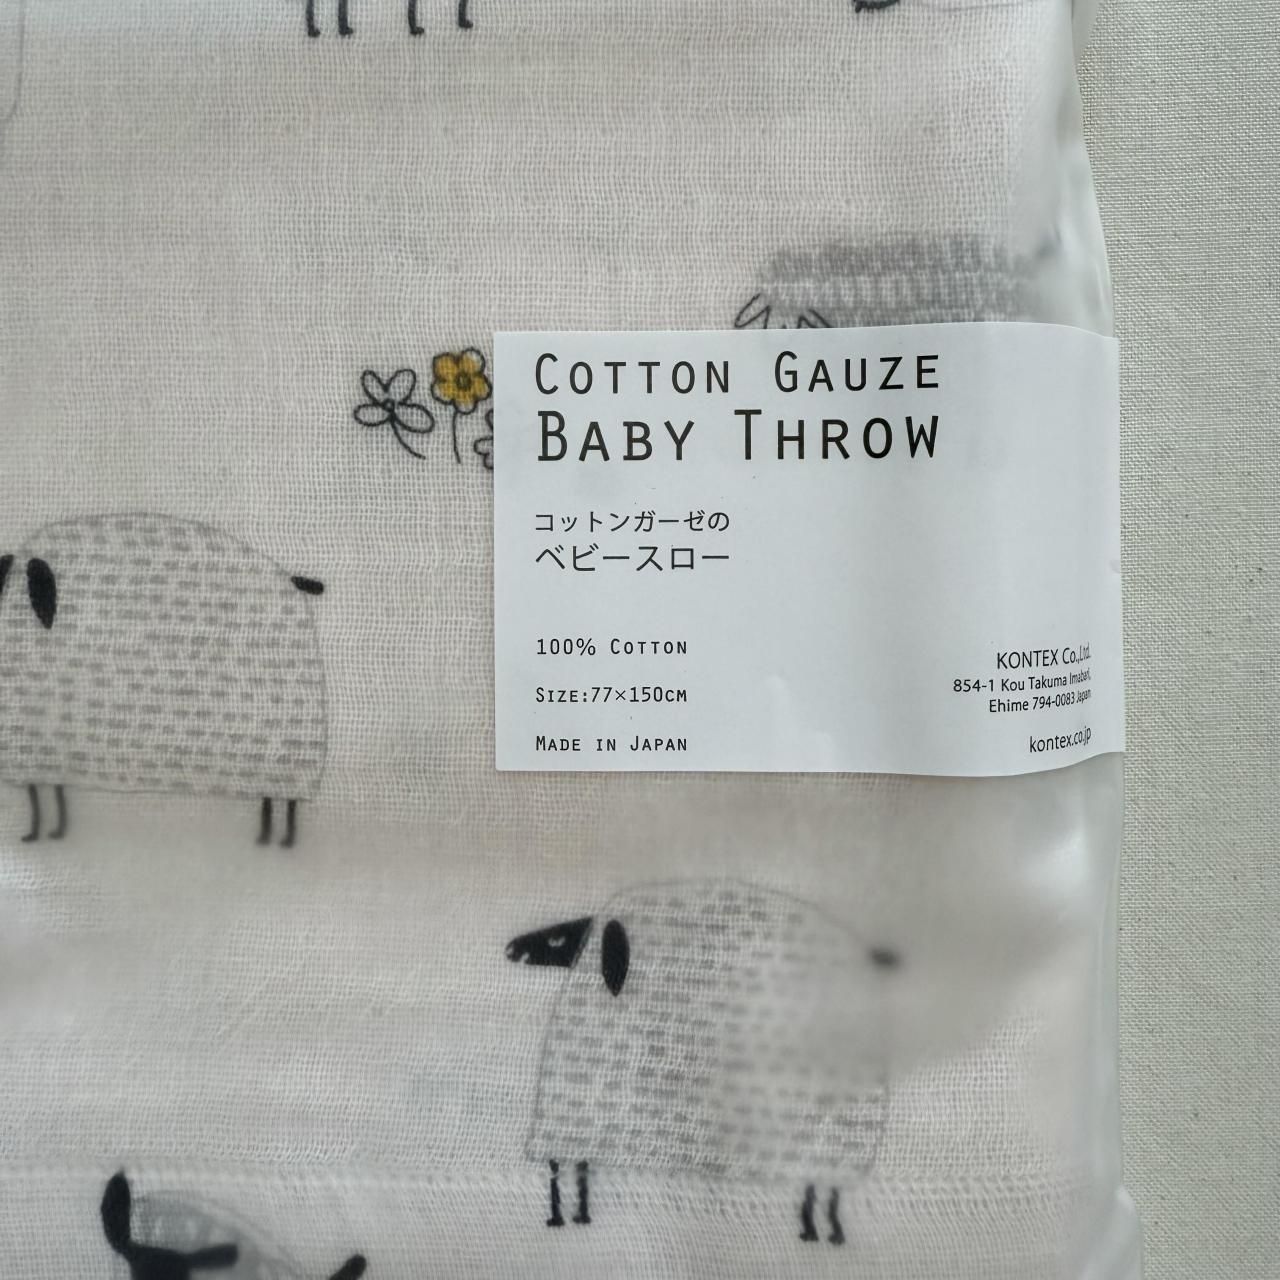 COTTON GAUZE
BABY THROW
コットンガーゼの
ベビースロー
100% COTTON
SIZE:77×150CM
MADE IN JAPAN
KONTEX Co.,Ltd.
854-1 Kou Takuma Imabari,
Ehime 794-0083 Japan
kontex.co.jp